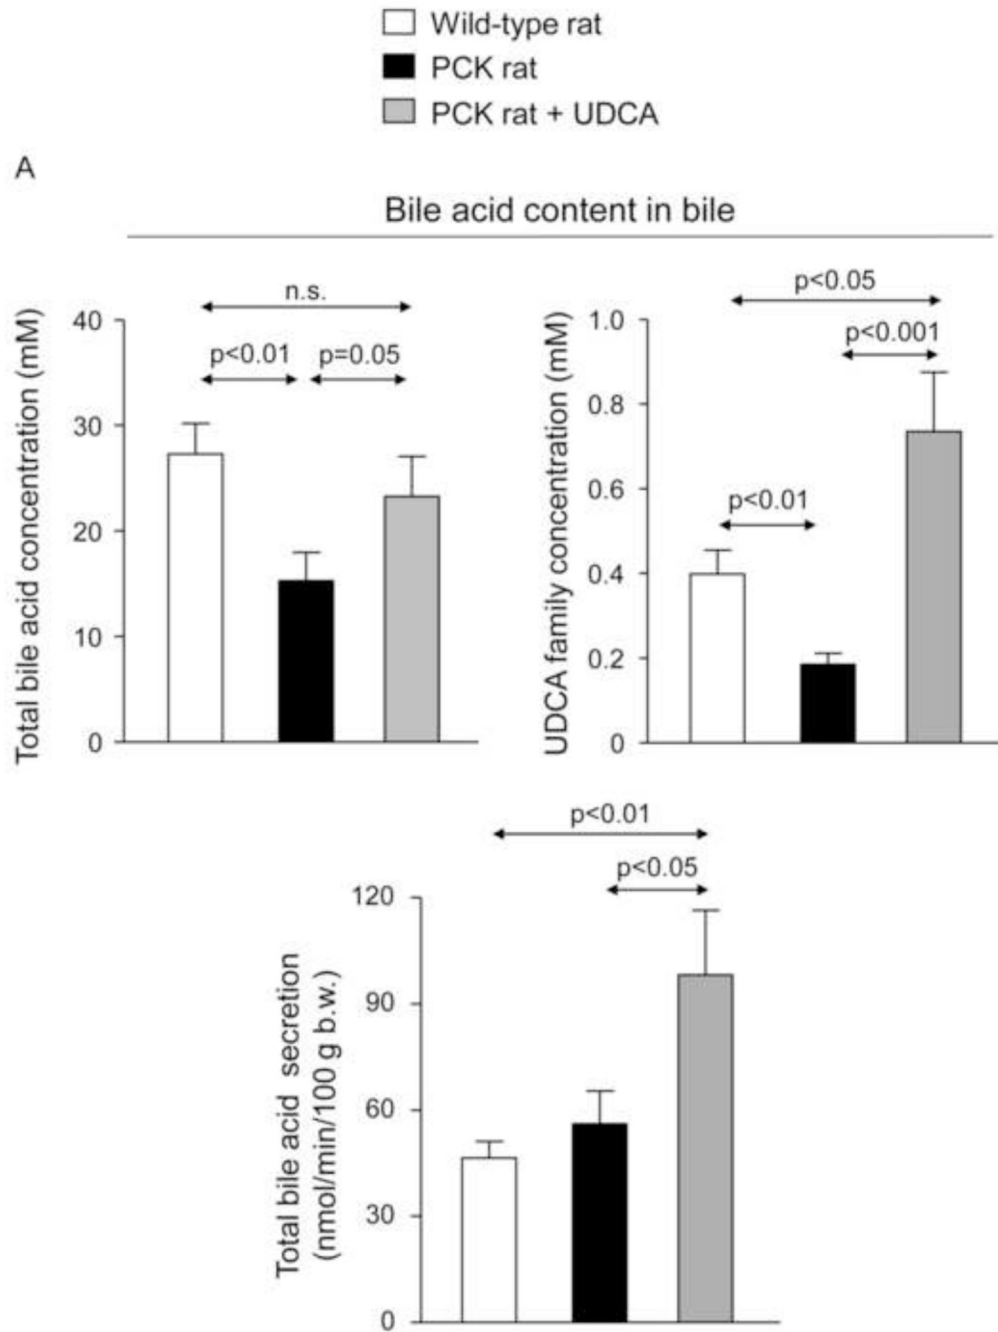 Wild-type rat
PCK rat
PCK rat + UDCA
A
Bile acid content in bile
Total bile acid concentration (mM)
40
30
20
10
0
n.s.
p<0.01
p=0.05
UDCA family concentration (mM)
1.0
0.8
0.6
0.4
0.2
0
p<0.05
p<0.001
p<0.01
Total bile acid secretion
(nmol/min/100 g b.w.)
120
90
60
30
0
p<0.01
p<0.05